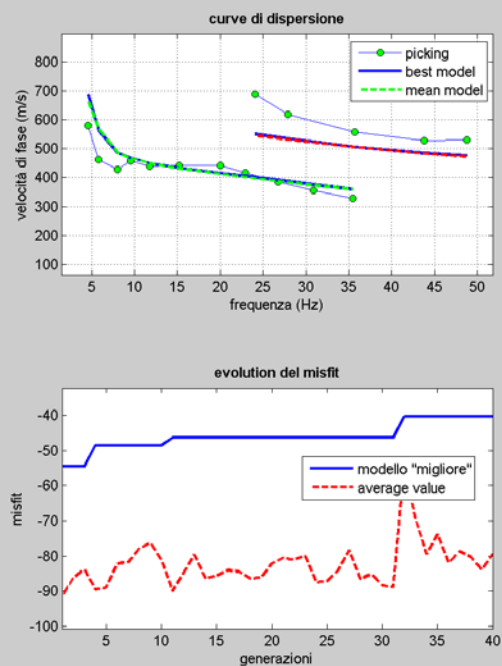 curve di dispersione
velocità di fase (m/s)
800
700
600
500
400
300
200
100
picking
best model
mean model
5 10 15 20 25 30 35 40 45 50
frequenza (Hz)
evolution del misfit
misfit
-40
-50
-60
-70
-80
-90
-100
modello "migliore"
average value
5 10 15 20 25 30 35 40
generazioni